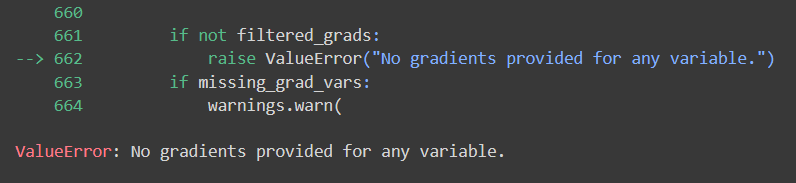 660
661 if not filtered_grads:
--> 662 raise ValueError("No gradients provided for any variable.")
663 if missing_grad_vars:
664 warnings.warn(
ValueError: No gradients provided for any variable.